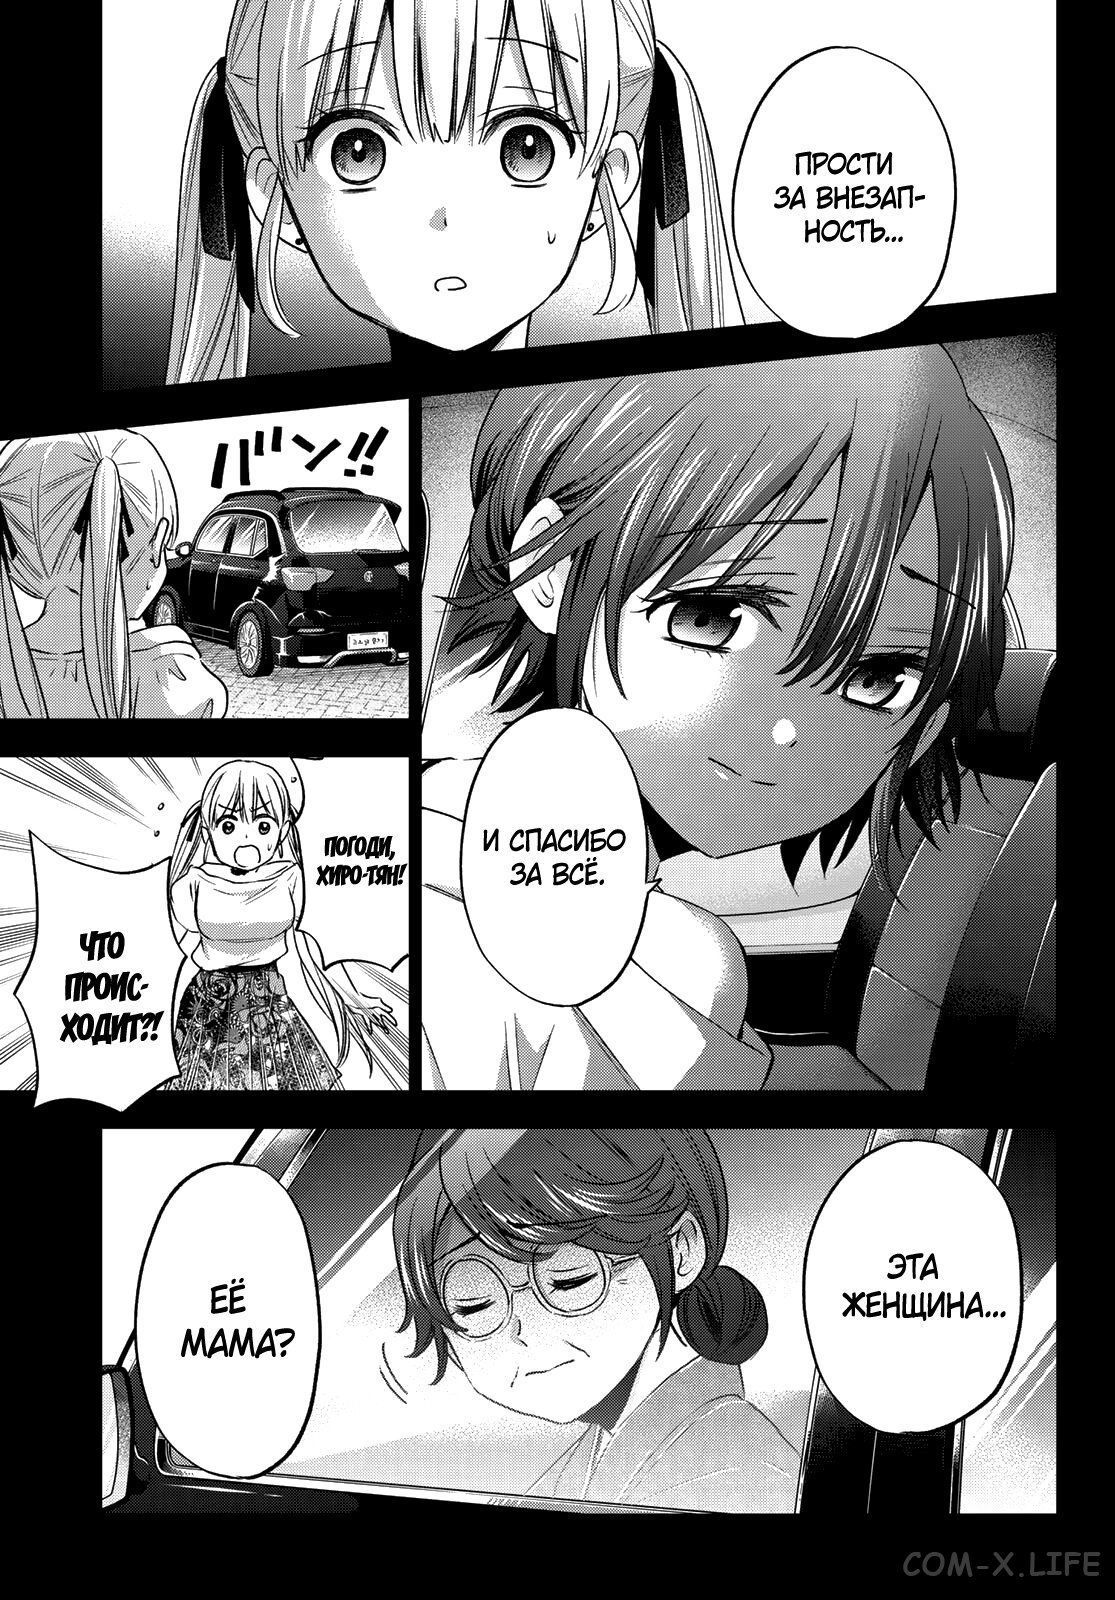 ПРОСТИ
ЗА ВНЕЗАП-
НОСТЬ...
И СПАСИБО
ЗА ВСЁ.
バン!!
ПОГОДИ,
ХИРО-ТЯН!
ЧТО
ПРОИС-
ХОДИТ?!
ЭТА
ЖЕНЩИНА...
ЕЁ
МАМА?
COM-X.LIFE